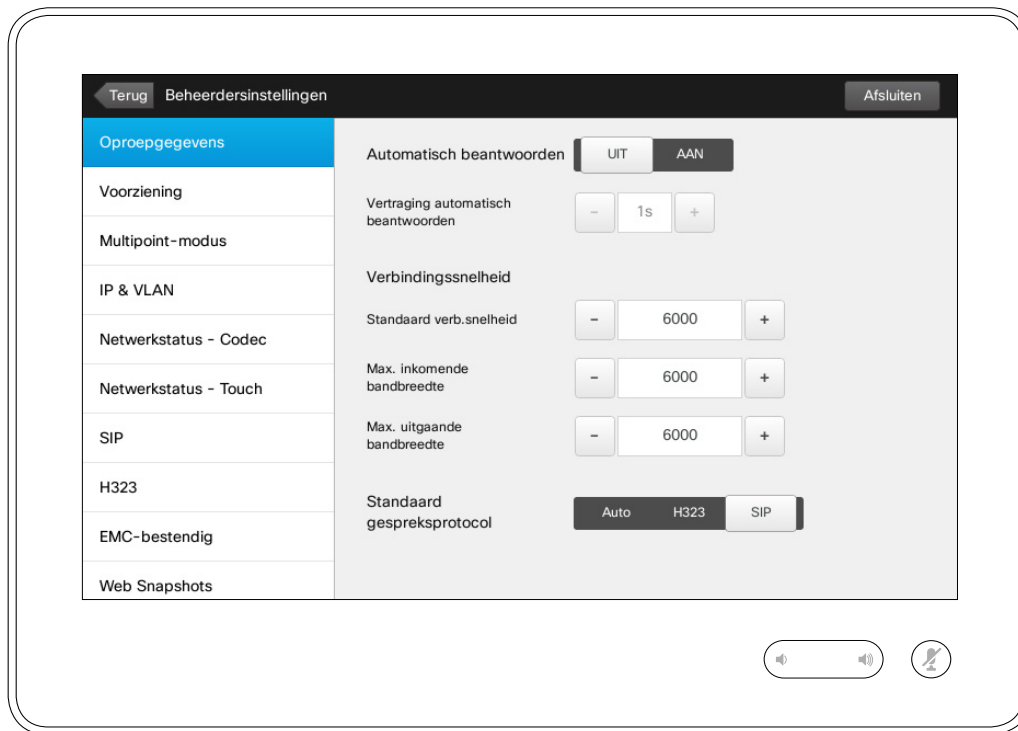 Terug Beheerdersinstellingen Afsluiten
Oproepgegevens
Voorziening
Multipoint-modus
IP & VLAN
Netwerkstatus - Codec
Netwerkstatus - Touch
SIP
H323
EMC-bestendig
Web Snapshots
Automatisch beantwoorden UIT AAN
Vertraging automatisch
beantwoorden - 1s +
Verbindingssnelheid
Standaard verb.snelheid - 6000 +
Max. inkomende
bandbreedte - 6000 +
Max. uitgaande
bandbreedte - 6000 +
Standaard
gespreksprotocol Auto H323 SIP